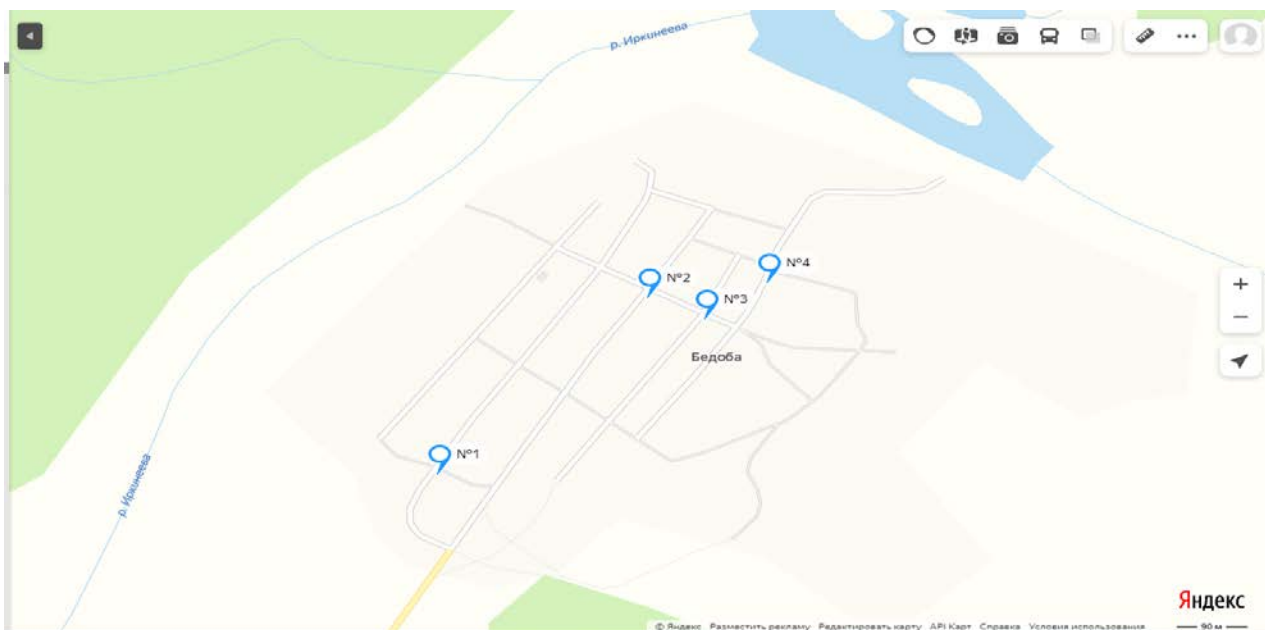 р. Иркинеева
№4
№2
№3
Бедоба
№1
р. Иркинеева
Яндекс
© Яндекс Разместить рекламу Редактировать карту API Карт Справка Условия использования 90 м